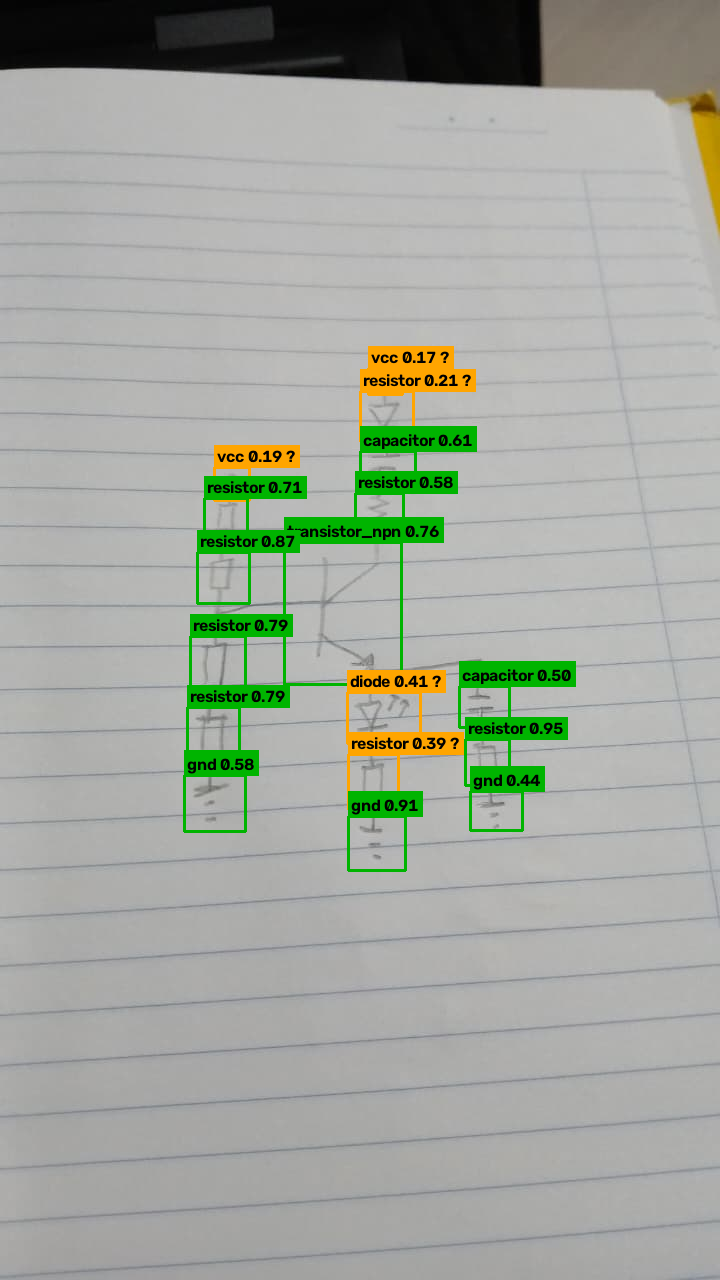 vcc 0.17 ?
resistor 0.21 ?
capacitor 0.61
vcc 0.19 ?
resistor 0.58
resistor 0.71
transistor_npn 0.76
resistor 0.87
resistor 0.79
capacitor 0.50
diode 0.41 ?
resistor 0.79
resistor 0.95
resistor 0.39 ?
gnd 0.58
gnd 0.44
gnd 0.91